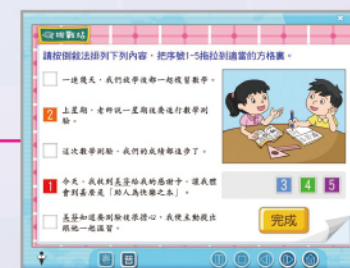 挑戰站
請按倒敍法排列下列內容，把序號1-5拖拉到適當的方格裏。
一連幾天，我們放學後都一起複習數學。
2 上星期，老師說一星期後要進行數學測
驗。
這次數學測驗，我們的成績都進步了。
1 今天，我收到美芬給我的感謝卡，讓我體
會到甚麼是「助人為快樂之本」。
美芬知道要測驗後很擔心，我便主動提出
跟她一起溫習。
3 4 5
完成